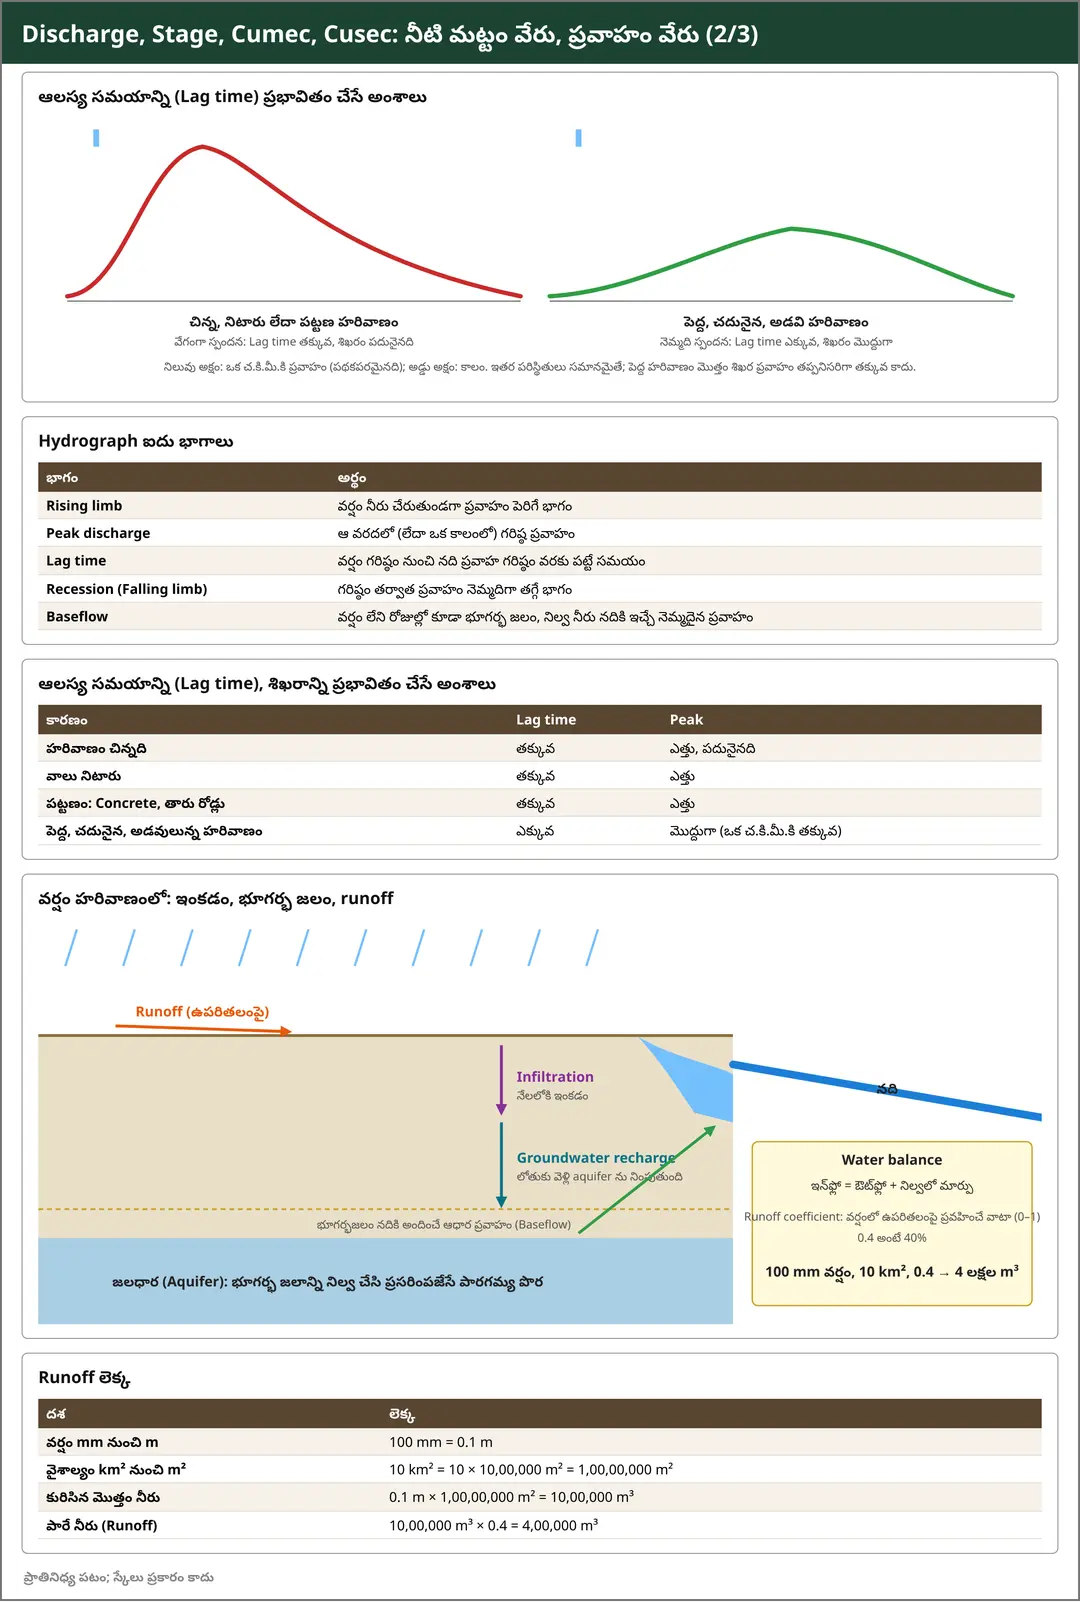 Discharge, Stage, Cumec, Cusec: నీటి మట్టం వేరు, ప్రవాహం వేరు (2/3)
ఆలస్య సమయాన్ని (Lag time) ప్రభావితం చేసే అంశాలు
చిన్న, నిటారు లేదా పట్టణ హరివాణం
వేగంగా స్పందన: Lag time తక్కువ, శిఖరం పదునైనది
పెద్ద, చదునైన, అడవి హరివాణం
నెమ్మది స్పందన: Lag time ఎక్కువ, శిఖరం మొద్దుగా
నిలువు అక్షం: ఒక చ.కి.మీ.కి ప్రవాహం (పథకపరమైనది); అడ్డు అక్షం: కాలం. ఇతర పరిస్థితులు సమానమైతే; పెద్ద హరివాణం మొత్తం శిఖర ప్రవాహం తప్పనిసరిగా తక్కువ కాదు.
Hydrograph ఐదు భాగాలు
భాగం అర్థం
Rising limb వర్షం నీరు చేరుతుండగా ప్రవాహం పెరిగే భాగం
Peak discharge ఆ వరదలో (లేదా ఒక కాలంలో) గరిష్ఠ ప్రవాహం
Lag time వర్షం గరిష్ఠం నుంచి నది ప్రవాహ గరిష్ఠం వరకు పట్టే సమయం
Recession (Falling limb) గరిష్ఠం తర్వాత ప్రవాహం నెమ్మదిగా తగ్గే భాగం
Baseflow వర్షం లేని రోజుల్లో కూడా భూగర్భ జలం, నిల్వ నీరు నదికి ఇచ్చే నెమ్మదైన ప్రవాహం
ఆలస్య సమయాన్ని (Lag time), శిఖరాన్ని ప్రభావితం చేసే అంశాలు
కారణం Lag time Peak
హరివాణం చిన్నది తక్కువ ఎత్తు, పదునైనది
వాలు నిటారు తక్కువ ఎత్తు
పట్టణం: Concrete, తారు రోడ్లు తక్కువ ఎత్తు
పెద్ద, చదునైన, అడవులున్న హరివాణం ఎక్కువ మొద్దుగా (ఒక చ.కి.మీ.కి తక్కువ)
వర్షం హరివాణంలో: ఇంకడం, భూగర్భ జలం, runoff
Runoff (ఉపరితలంపై)
Infiltration
నేలలోకి ఇంకడం
నది
Groundwater recharge
లోతుకు వెళ్లి aquifer ను నింపుతుంది
భూగర్భజలం నదికి అందించే ఆధార ప్రవాహం (Baseflow)
జలధార (Aquifer): భూగర్భ జలాన్ని నిల్వ చేసి ప్రసరింపజేసే పారగమ్య పొర
Water balance
ఇన్‌ఫ్లో = ఔట్‌ఫ్లో + నిల్వలో మార్పు
Runoff coefficient: వర్షంలో ఉపరితలంపై ప్రవహించే వాటా (0–1)
0.4 అంటే 40%
100 mm వర్షం, 10 km², 0.4 → 4 లక్షల m³
Runoff లెక్క
దశ లెక్క
వర్షం mm నుంచి m 100 mm = 0.1 m
వైశాల్యం km² నుంచి m² 10 km² = 10 × 10,00,000 m² = 1,00,00,000 m²
కురిసిన మొత్తం నీరు 0.1 m × 1,00,00,000 m² = 10,00,000 m³
పారే నీరు (Runoff) 10,00,000 m³ × 0.4 = 4,00,000 m³
ప్రాతినిధ్య పటం; స్కేలు ప్రకారం కాదు